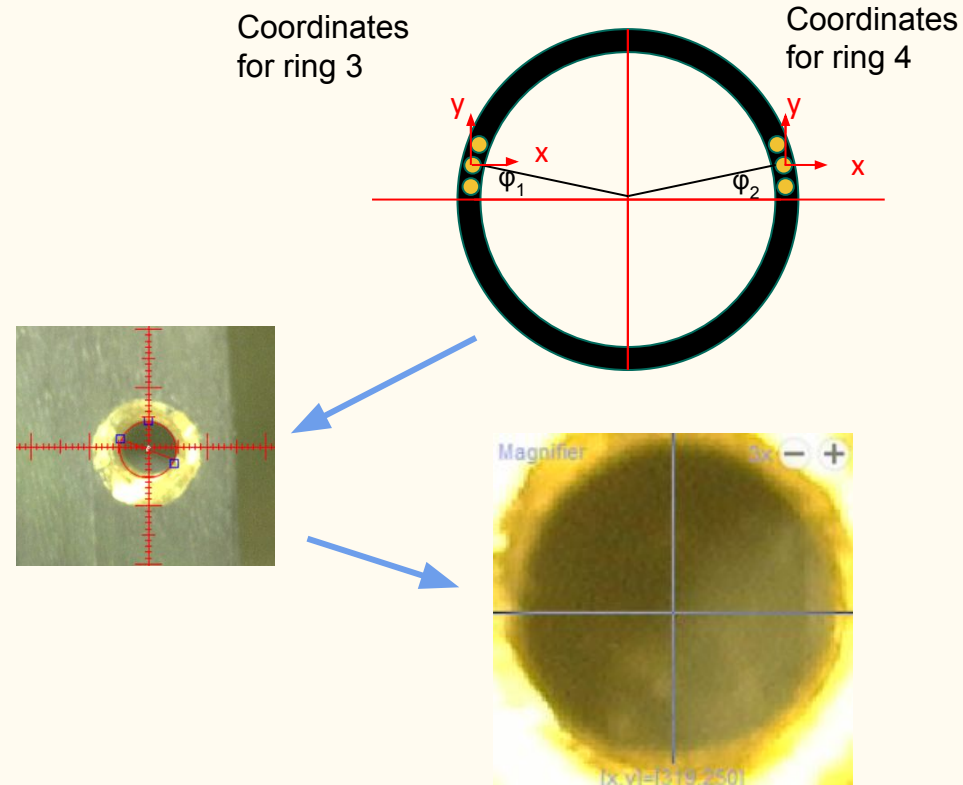 Coordinates
for ring 3
Coordinates
for ring 4
y
x
φ1
y
x
φ2
Magnifier
3x
[x,y]=[319,250]